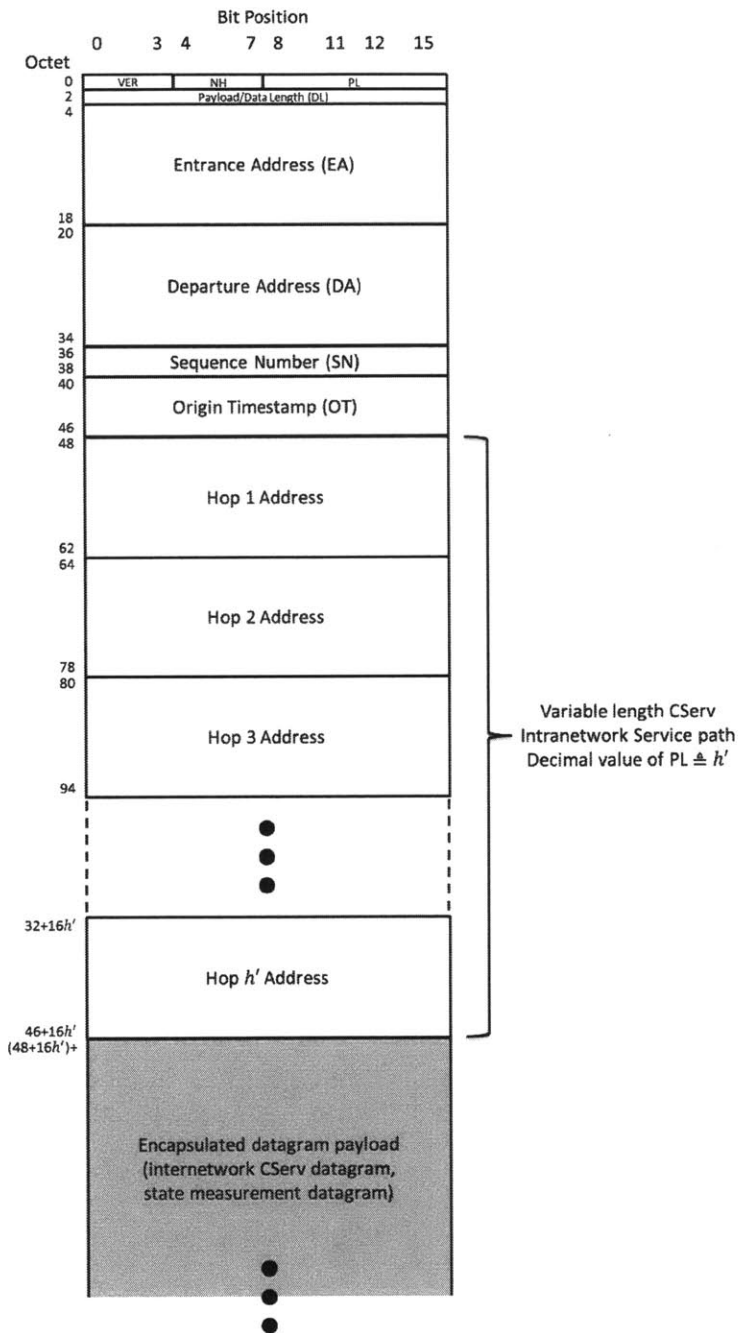 Bit Position
0 3 4 7 8 11 12 15
Octet
0 VER NH PL
2 Payload/Data Length (DL)
4
Entrance Address (EA)
18
20
Departure Address (DA)
34
36
Sequence Number (SN)
38
40
Origin Timestamp (OT)
46
48
Hop 1 Address
62
64
Hop 2 Address
78
80
Hop 3 Address
94
Variable length CServ
Intranetwork Service path
Decimal value of PL ≜ h′
32+16h′
Hop h′ Address
46+16h′
(48+16h′)+
Encapsulated datagram payload
(internetwork CServ datagram,
state measurement datagram)